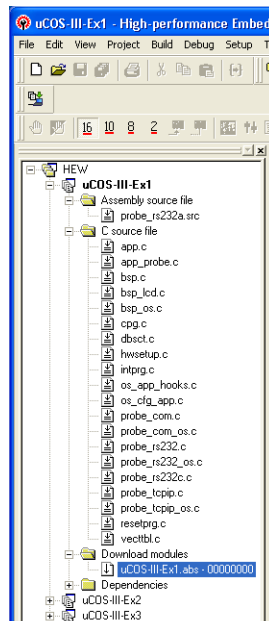 uCOS-III-Ex1 - High-performance Embed
File Edit View Project Build Debug Setup T
16 10 8 2
HEW
uCOS-III-Ex1
Assembly source file
probe_rs232a.src
C source file
app.c
app_probe.c
bsp.c
bsp_lcd.c
bsp_os.c
cpg.c
dbsct.c
hwsetup.c
intprg.c
os_app_hooks.c
os_cfg_app.c
probe_com.c
probe_com_os.c
probe_rs232.c
probe_rs232_os.c
probe_rs232c.c
probe_tcpip.c
probe_tcpip_os.c
resetprg.c
vecttbl.c
Download modules
uCOS-III-Ex1.abs - 00000000
Dependencies
uCOS-III-Ex2
uCOS-III-Ex3